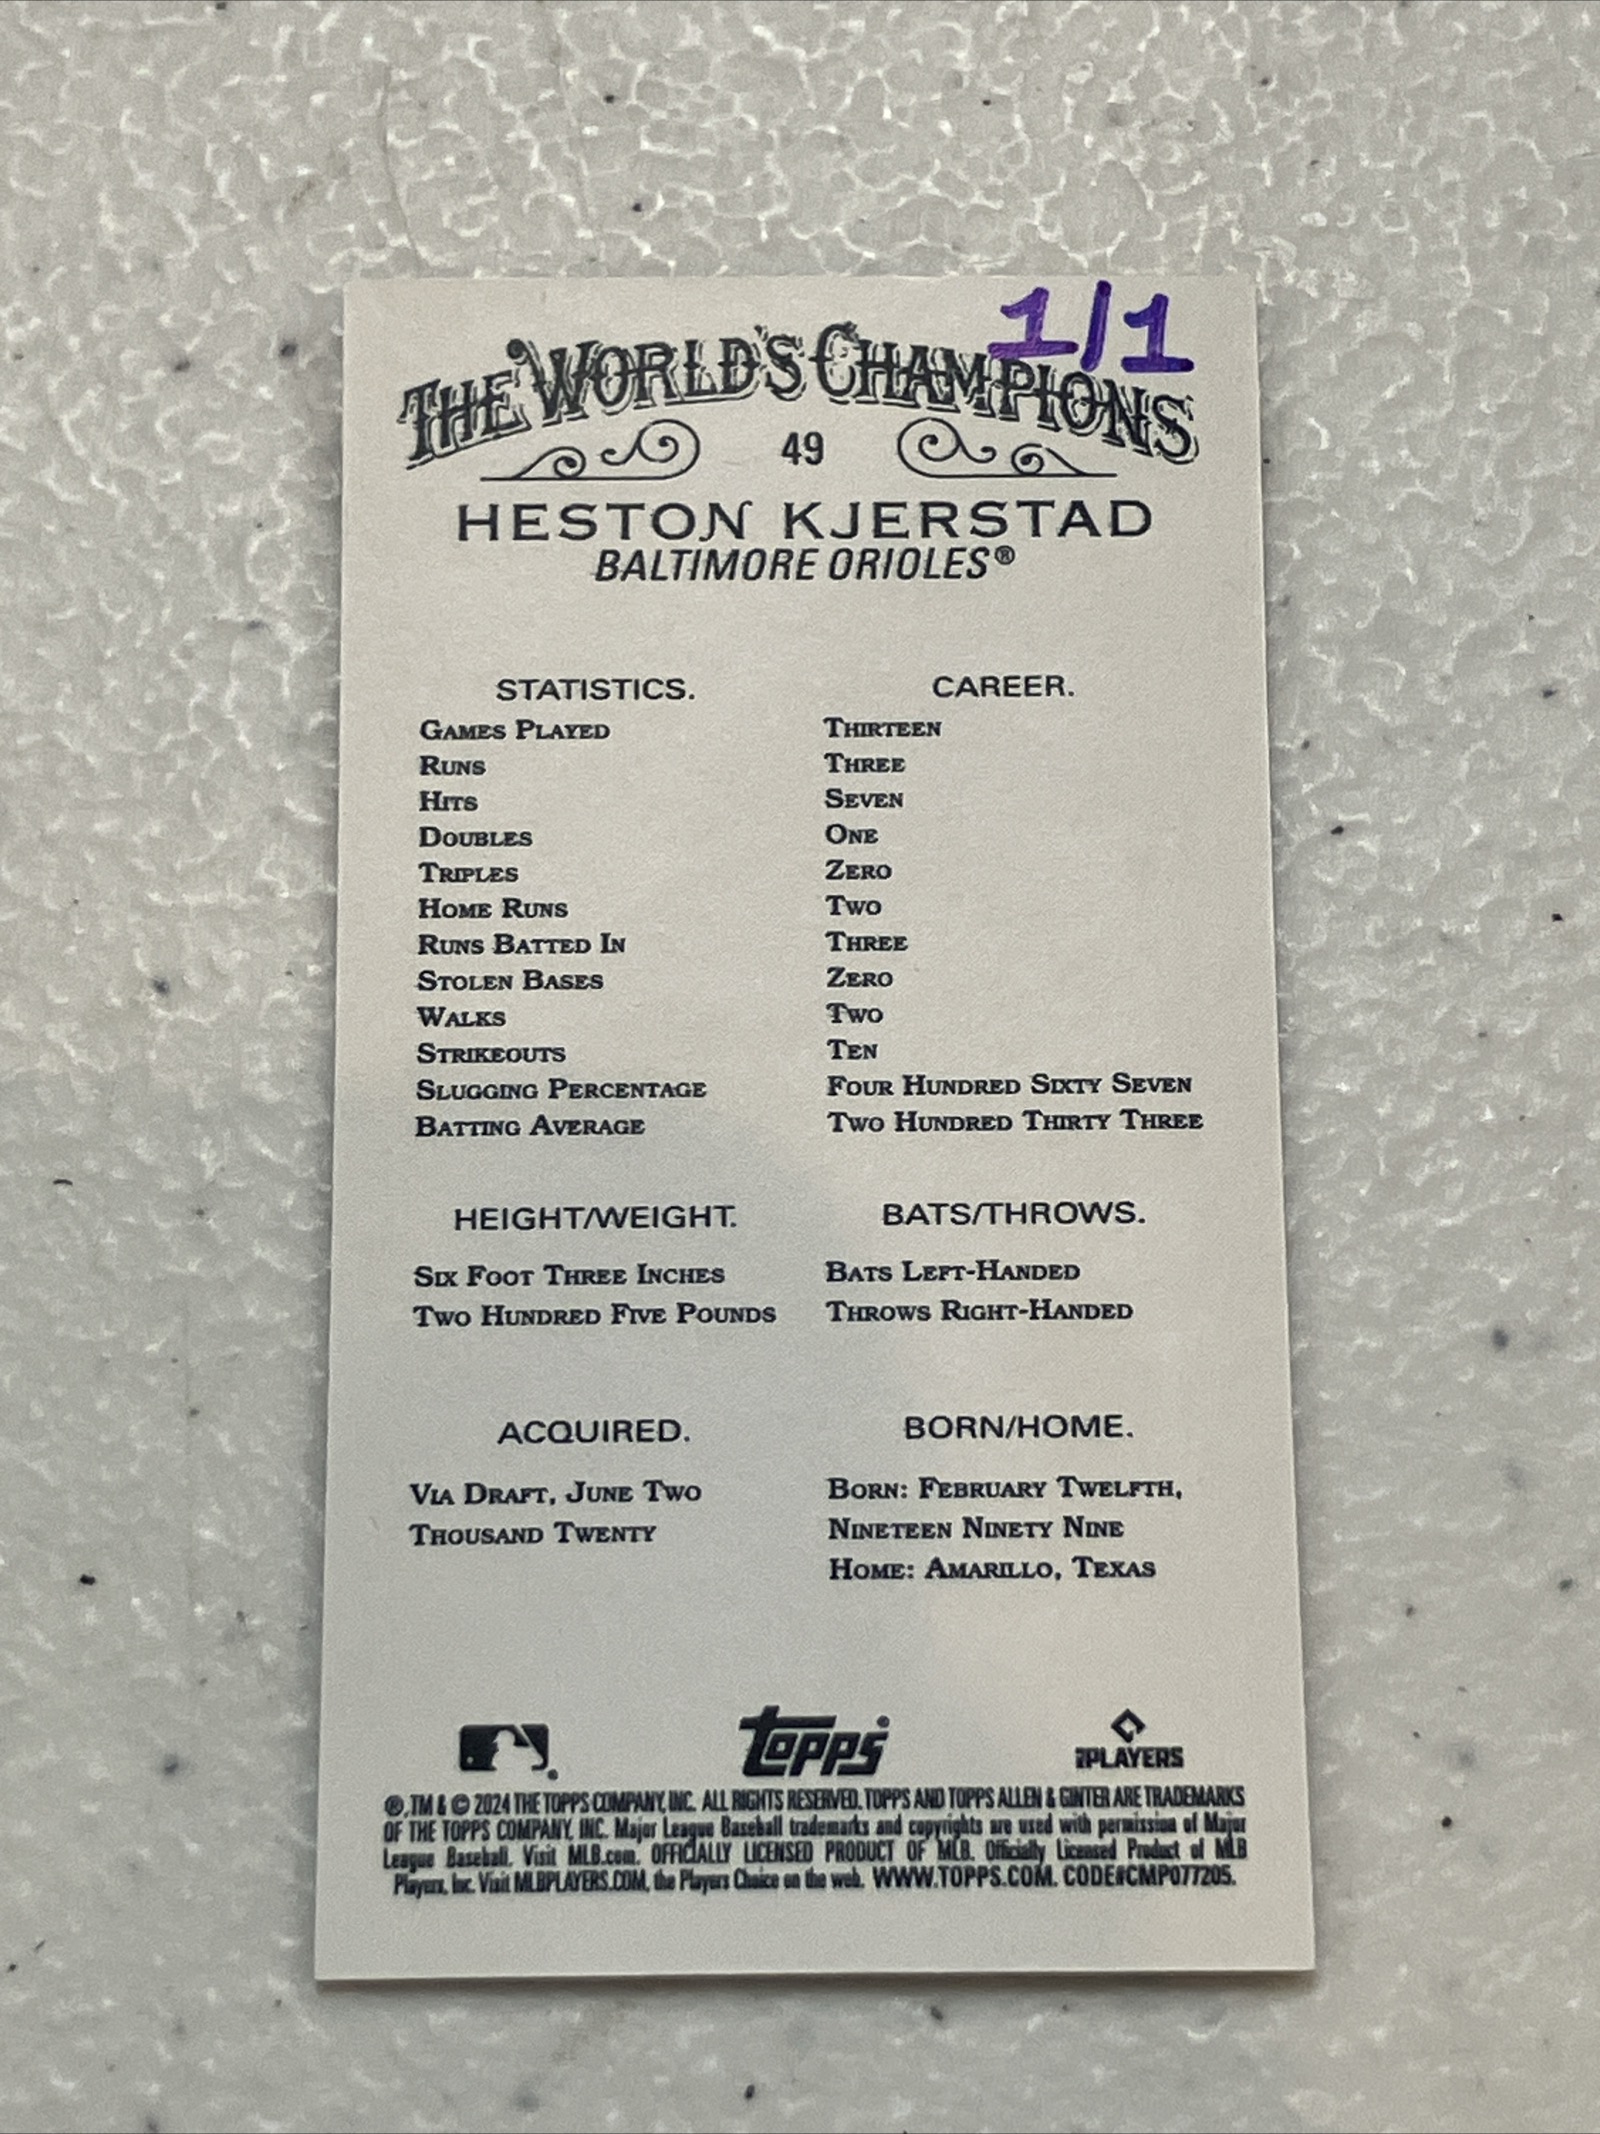 1/1
THE WORLD'S CHAMPIONS
49
HESTON KJERSTAD
BALTIMORE ORIOLES®
STATISTICS. CAREER.
GAMES PLAYED THIRTEEN
RUNS THREE
HITS SEVEN
DOUBLES ONE
TRIPLES ZERO
HOME RUNS TWO
RUNS BATTED IN THREE
STOLEN BASES ZERO
WALKS TWO
STRIKEOUTS TEN
SLUGGING PERCENTAGE FOUR HUNDRED SIXTY SEVEN
BATTING AVERAGE TWO HUNDRED THIRTY THREE
HEIGHT/WEIGHT.
SIX FOOT THREE INCHES
TWO HUNDRED FIVE POUNDS
BATS/THROWS.
BATS LEFT-HANDED
THROWS RIGHT-HANDED
ACQUIRED.
VIA DRAFT, JUNE TWO
THOUSAND TWENTY
BORN/HOME.
BORN: FEBRUARY TWELFTH,
NINETEEN NINETY NINE
HOME: AMARILLO, TEXAS
topps
PLAYERS
®, TM & © 2024 THE TOPPS COMPANY, INC. ALL RIGHTS RESERVED. TOPPS AND TOPPS ALLEN & GINTER ARE TRADEMARKS
OF THE TOPPS COMPANY, INC. Major League Baseball trademarks and copyrights are used with permission of Major
League Baseball. Visit MLB.com. OFFICIALLY LICENSED PRODUCT OF MLB. Officially Licensed Product of MLB
Players, Inc. Visit MLBPLAYERS.COM, the Players Choice on the web. WWW.TOPPS.COM. CODE#CMP077205.